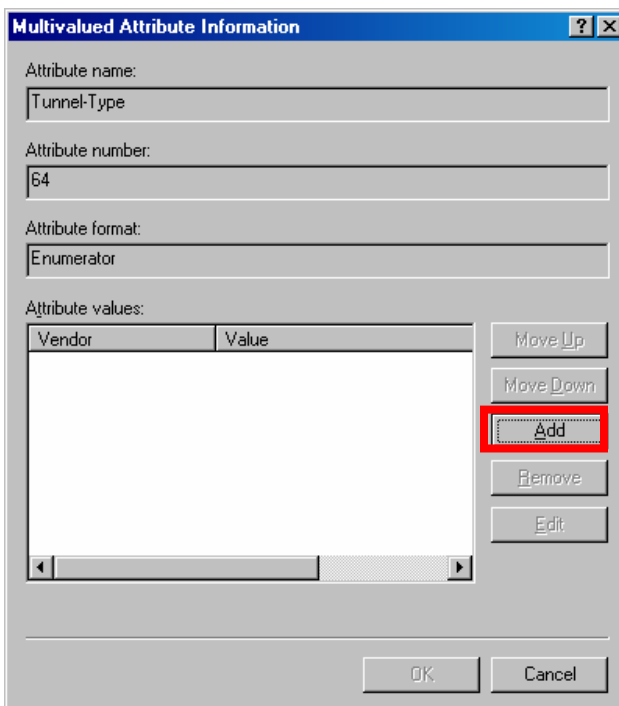 Multivalued Attribute Information
Attribute name:
Tunnel-Type
Attribute number:
64
Attribute format:
Enumerator
Attribute values:
Vendor Value
Move Up
Move Down
Add
Remove
Edit
OK Cancel